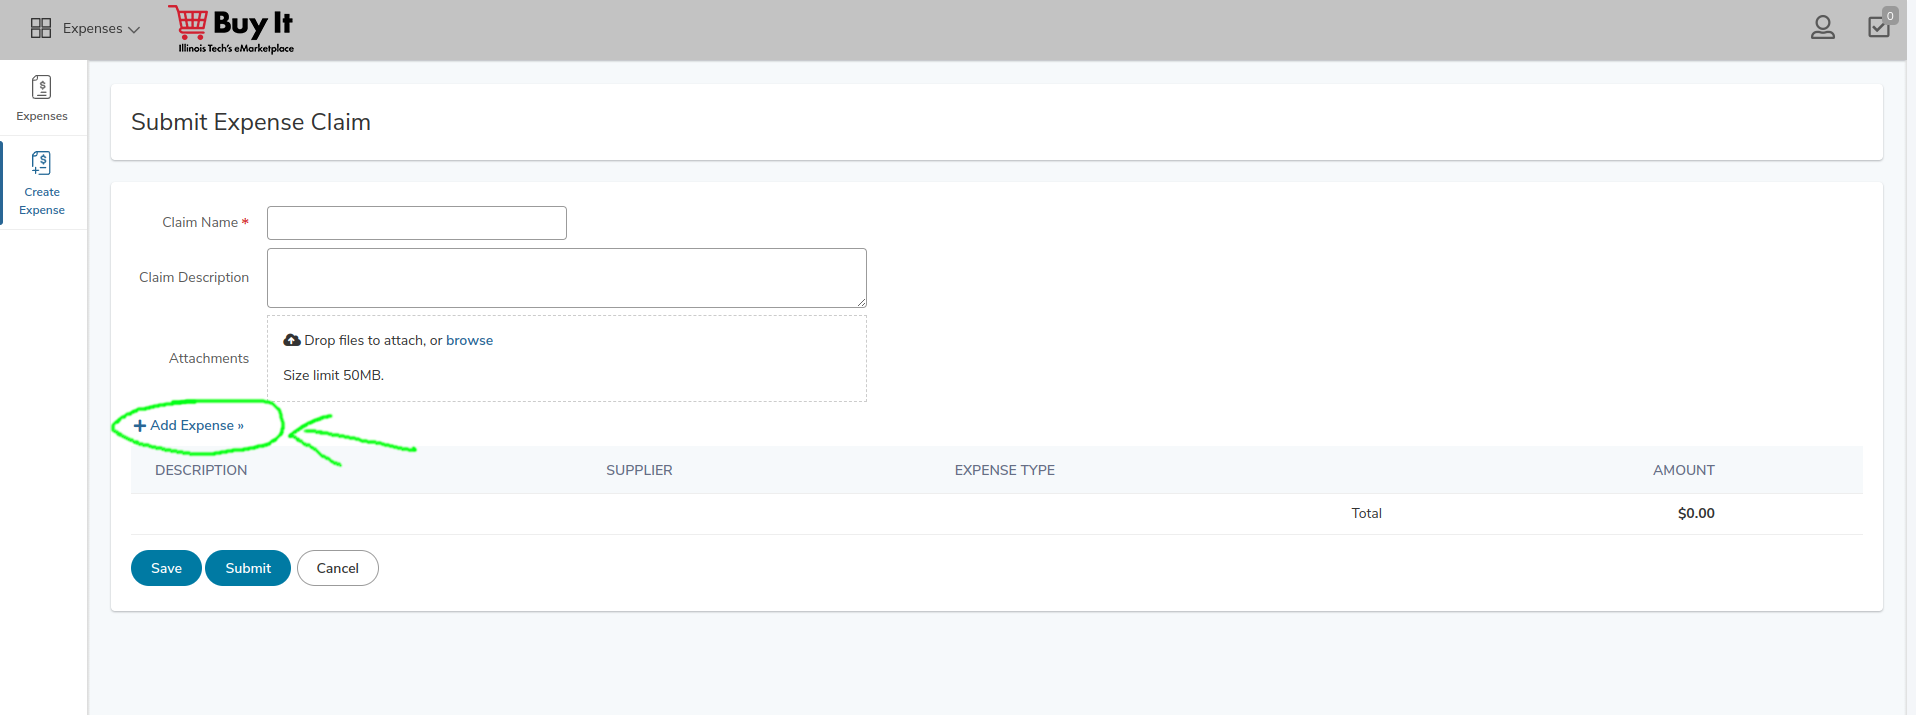 Expenses
Buy It
Illinois Tech's eMarketplace
0
Expenses
Create
Expense
Submit Expense Claim
Claim Name *
Claim Description
Attachments
Drop files to attach, or browse
Size limit 50MB.
+ Add Expense »
DESCRIPTION SUPPLIER EXPENSE TYPE AMOUNT
Total $0.00
Save Submit Cancel